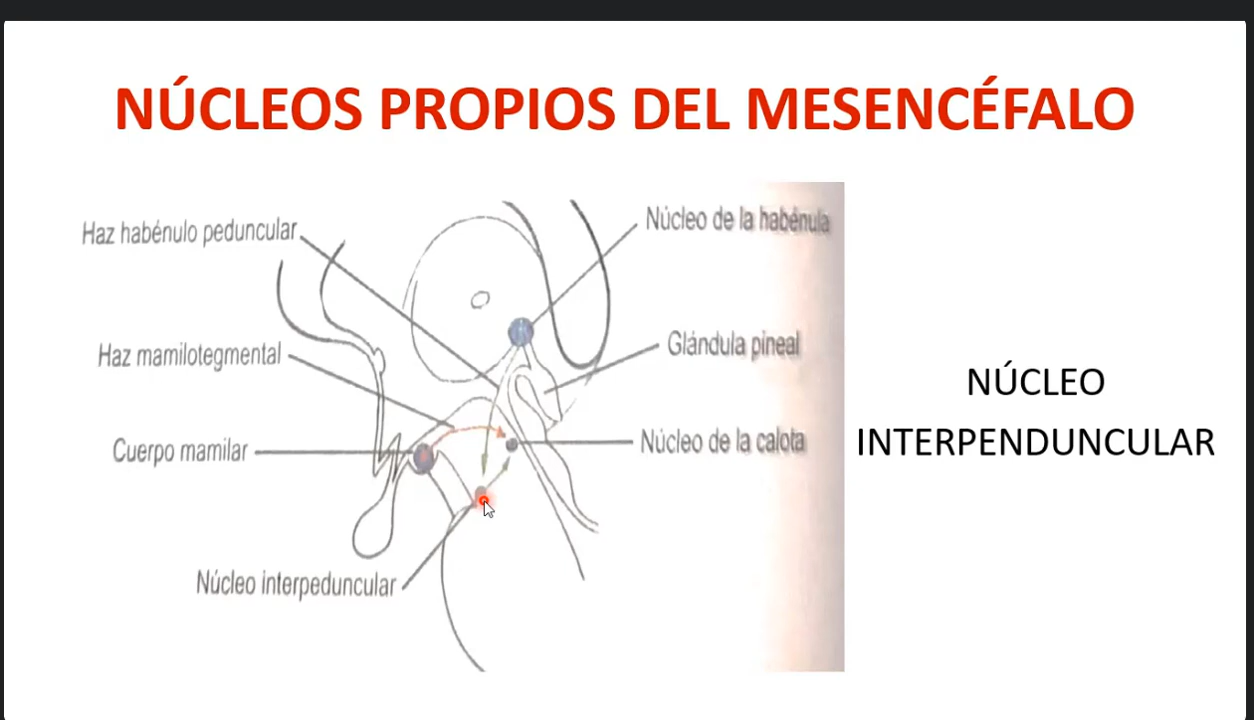 NÚCLEOS PROPIOS DEL MESENCÉFALO
Haz habénulo peduncular
Núcleo de la habénula
Haz mamilotegmental
Glándula pineal
Cuerpo mamilar
Núcleo de la calota
Núcleo interpeduncular
NÚCLEO
INTERPENDUNCULAR